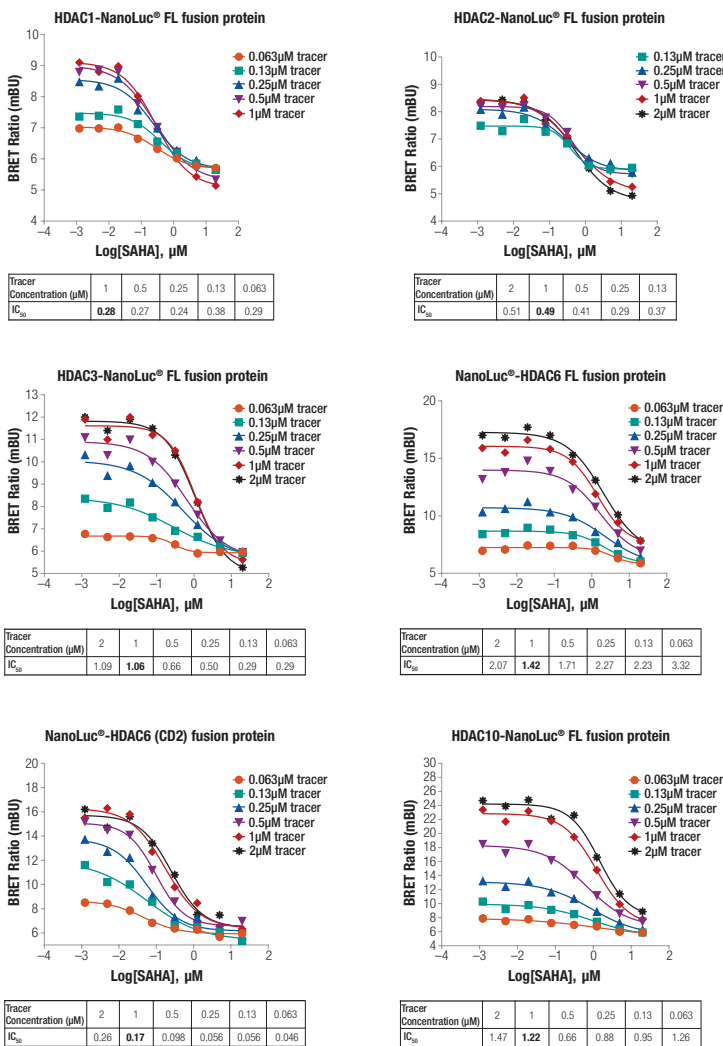 HDAC1-NanoLuc® FL fusion protein
10
9
8
7
6
5
4
BRET Ratio (mBU)
–4 –3 –2 –1 0 1 2
Log[SAHA], µM
0.063µM tracer
0.13µM tracer
0.25µM tracer
0.5µM tracer
1µM tracer
Tracer
Concentration (µM) 1 0.5 0.25 0.13 0.063
IC50 0.28 0.27 0.24 0.38 0.29
HDAC2-NanoLuc® FL fusion protein
10
9
8
7
6
5
4
BRET Ratio (mBU)
–4 –3 –2 –1 0 1 2
Log[SAHA], µM
0.13µM tracer
0.25µM tracer
0.5µM tracer
1µM tracer
2µM tracer
Tracer
Concentration (µM) 2 1 0.5 0.25 0.13
IC50 0.51 0.49 0.41 0.29 0.37
HDAC3-NanoLuc® FL fusion protein
13
12
11
10
9
8
7
6
5
BRET Ratio (mBU)
–4 –3 –2 –1 0 1 2
Log[SAHA], µM
0.063µM tracer
0.13µM tracer
0.25µM tracer
0.5µM tracer
1µM tracer
2µM tracer
Tracer
Concentration (µM) 2 1 0.5 0.25 0.13 0.063
IC50 1.09 1.06 0.66 0.50 0.29 0.29
NanoLuc®-HDAC6 FL fusion protein
20
15
10
5
BRET Ratio (mBU)
–4 –3 –2 –1 0 1 2
Log[SAHA], µM
0.063µM tracer
0.13µM tracer
0.25µM tracer
0.5µM tracer
1µM tracer
2µM tracer
Tracer
Concentration (µM) 2 1 0.5 0.25 0.13 0.063
IC50 2.07 1.42 1.71 2.27 2.23 3.32
NanoLuc®-HDAC6 (CD2) fusion protein
20
18
16
14
12
10
8
6
BRET Ratio (mBU)
–4 –3 –2 –1 0 1 2
Log[SAHA], µM
0.063µM tracer
0.13µM tracer
0.25µM tracer
0.5µM tracer
1µM tracer
2µM tracer
Tracer
Concentration (µM) 2 1 0.5 0.25 0.13 0.063
IC50 0.26 0.17 0.098 0.056 0.056 0.046
HDAC10-NanoLuc® FL fusion protein
30
28
26
24
22
20
18
16
14
12
10
8
6
4
BRET Ratio (mBU)
–4 –3 –2 –1 0 1 2
Log[SAHA], µM
0.063µM tracer
0.13µM tracer
0.25µM tracer
0.5µM tracer
1µM tracer
2µM tracer
Tracer
Concentration (µM) 2 1 0.5 0.25 0.13 0.063
IC50 1.47 1.22 0.66 0.88 0.95 1.26